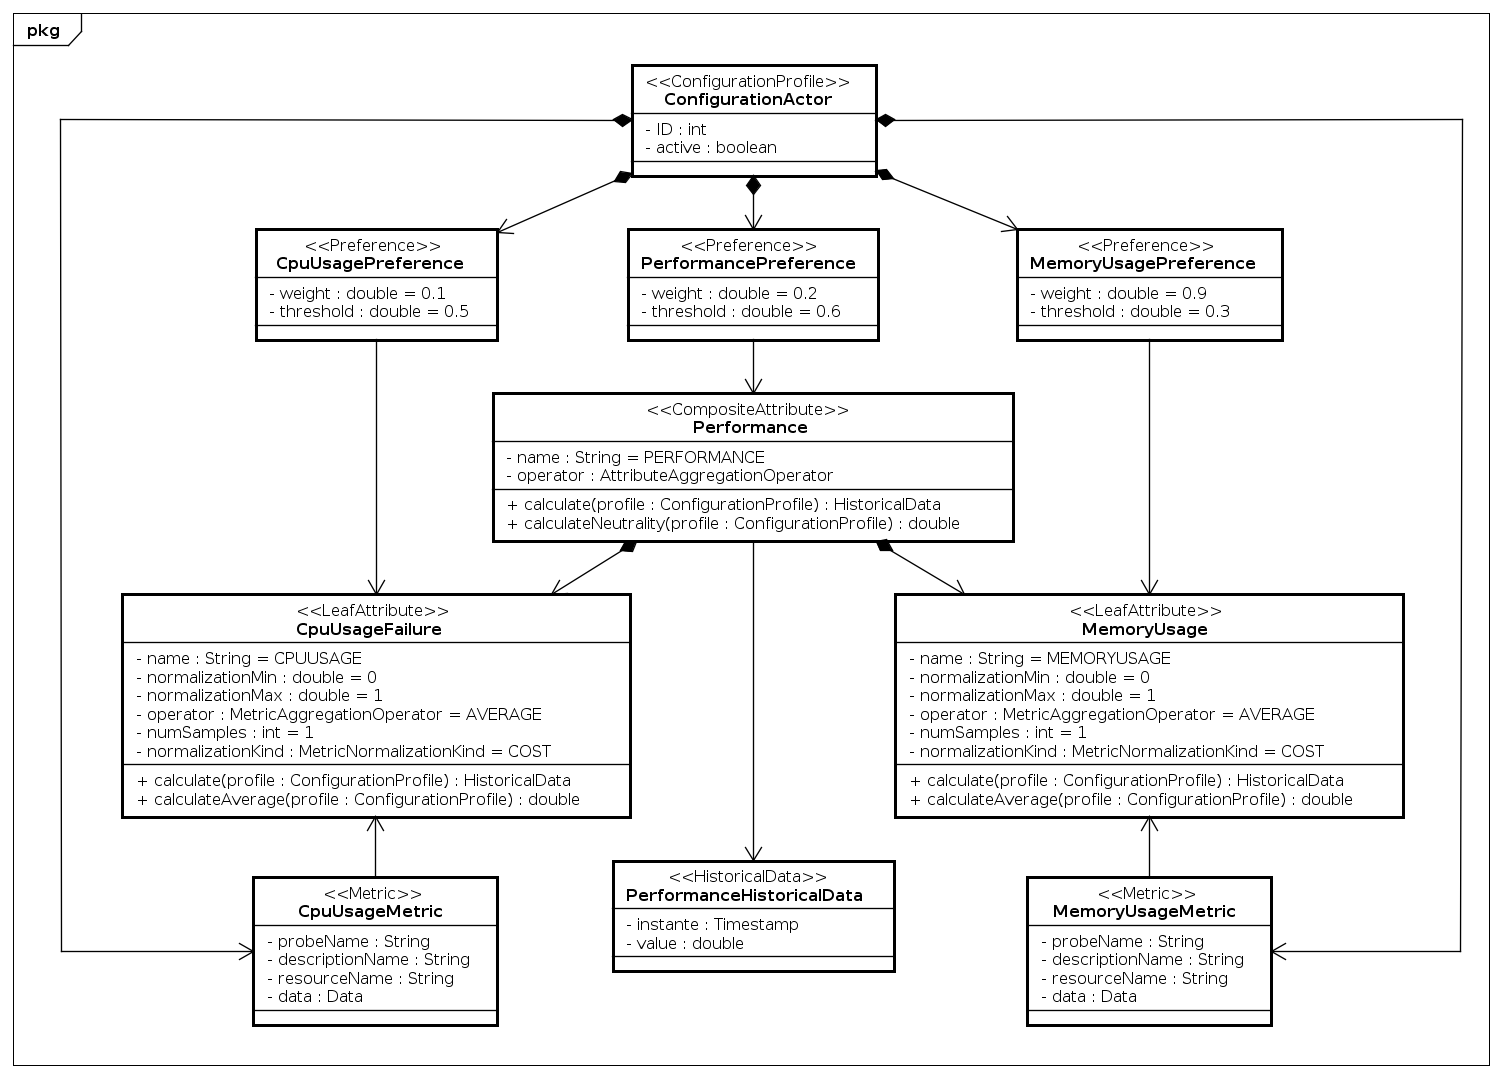 pkg
<<ConfigurationProfile>>
ConfigurationActor
- ID : int
- active : boolean
<<Preference>>
CpuUsagePreference
- weight : double = 0.1
- threshold : double = 0.5
<<Preference>>
PerformancePreference
- weight : double = 0.2
- threshold : double = 0.6
<<Preference>>
MemoryUsagePreference
- weight : double = 0.9
- threshold : double = 0.3
<<CompositeAttribute>>
Performance
- name : String = PERFORMANCE
- operator : AttributeAggregationOperator
+ calculate(profile : ConfigurationProfile) : HistoricalData
+ calculateNeutrality(profile : ConfigurationProfile) : double
<<LeafAttribute>>
CpuUsageFailure
- name : String = CPUUSAGE
- normalizationMin : double = 0
- normalizationMax : double = 1
- operator : MetricAggregationOperator = AVERAGE
- numSamples : int = 1
- normalizationKind : MetricNormalizationKind = COST
+ calculate(profile : ConfigurationProfile) : HistoricalData
+ calculateAverage(profile : ConfigurationProfile) : double
<<LeafAttribute>>
MemoryUsage
- name : String = MEMORYUSAGE
- normalizationMin : double = 0
- normalizationMax : double = 1
- operator : MetricAggregationOperator = AVERAGE
- numSamples : int = 1
- normalizationKind : MetricNormalizationKind = COST
+ calculate(profile : ConfigurationProfile) : HistoricalData
+ calculateAverage(profile : ConfigurationProfile) : double
<<Metric>>
CpuUsageMetric
- probeName : String
- descriptionName : String
- resourceName : String
- data : Data
<<HistoricalData>>
PerformanceHistoricalData
- instante : Timestamp
- value : double
<<Metric>>
MemoryUsageMetric
- probeName : String
- descriptionName : String
- resourceName : String
- data : Data